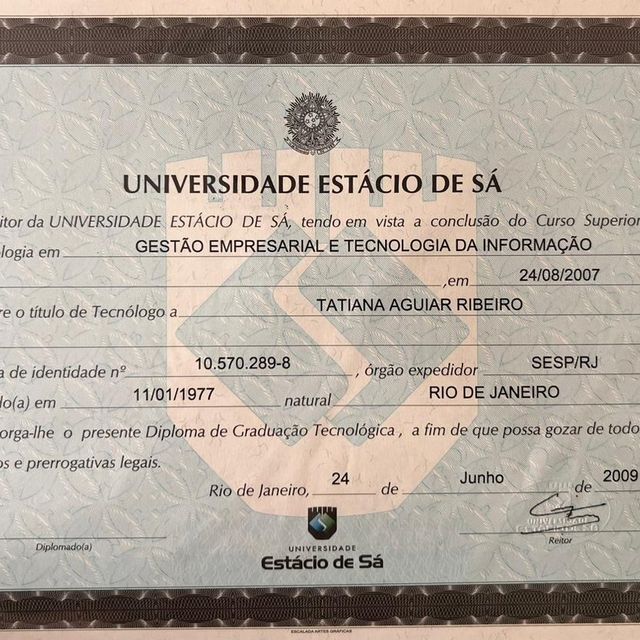 UNIVERSIDADE ESTÁCIO DE SÁ
itor da UNIVERSIDADE ESTÁCIO DE SÁ, tendo em vista a conclusão do Curso Superior
ologia em GESTÃO EMPRESARIAL E TECNOLOGIA DA INFORMAÇÃO
,em 24/08/2007
re o título de Tecnólogo a TATIANA AGUIAR RIBEIRO
a de identidade nº 10.570.289-8 , órgão expedidor SESP/RJ
do(a) em 11/01/1977 natural RIO DE JANEIRO
orga-lhe o presente Diploma de Graduação Tecnológica , a fim de que possa gozar de todo
os e prerrogativas legais.
Rio de Janeiro, 24 de Junho de 2009
Diplomado(a)
Reitor
UNIVERSIDADE
Estácio de Sá
ESCALADA ARTES GRÁFICAS